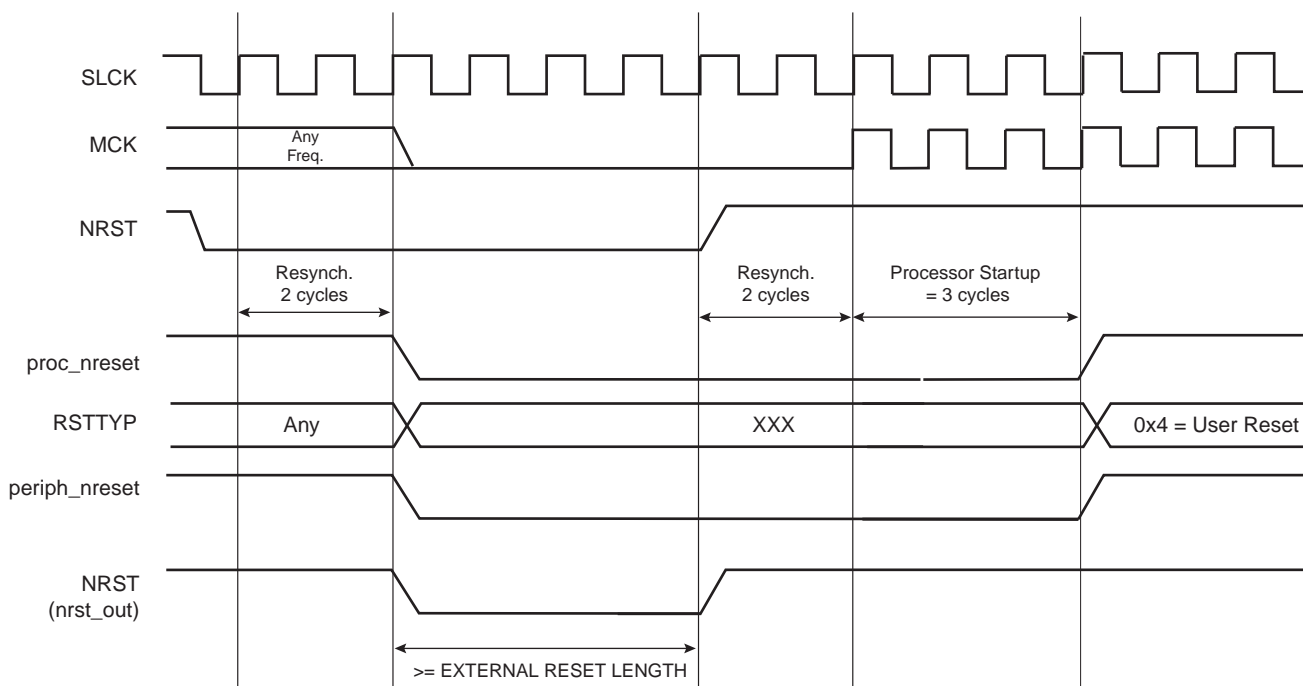 SLCK
MCK
Any
Freq.
NRST
Resynch.
2 cycles
Resynch.
2 cycles
Processor Startup
= 3 cycles
proc_nreset
RSTTYP
Any
XXX
0x4 = User Reset
periph_nreset
NRST
(nrst_out)
>= EXTERNAL RESET LENGTH